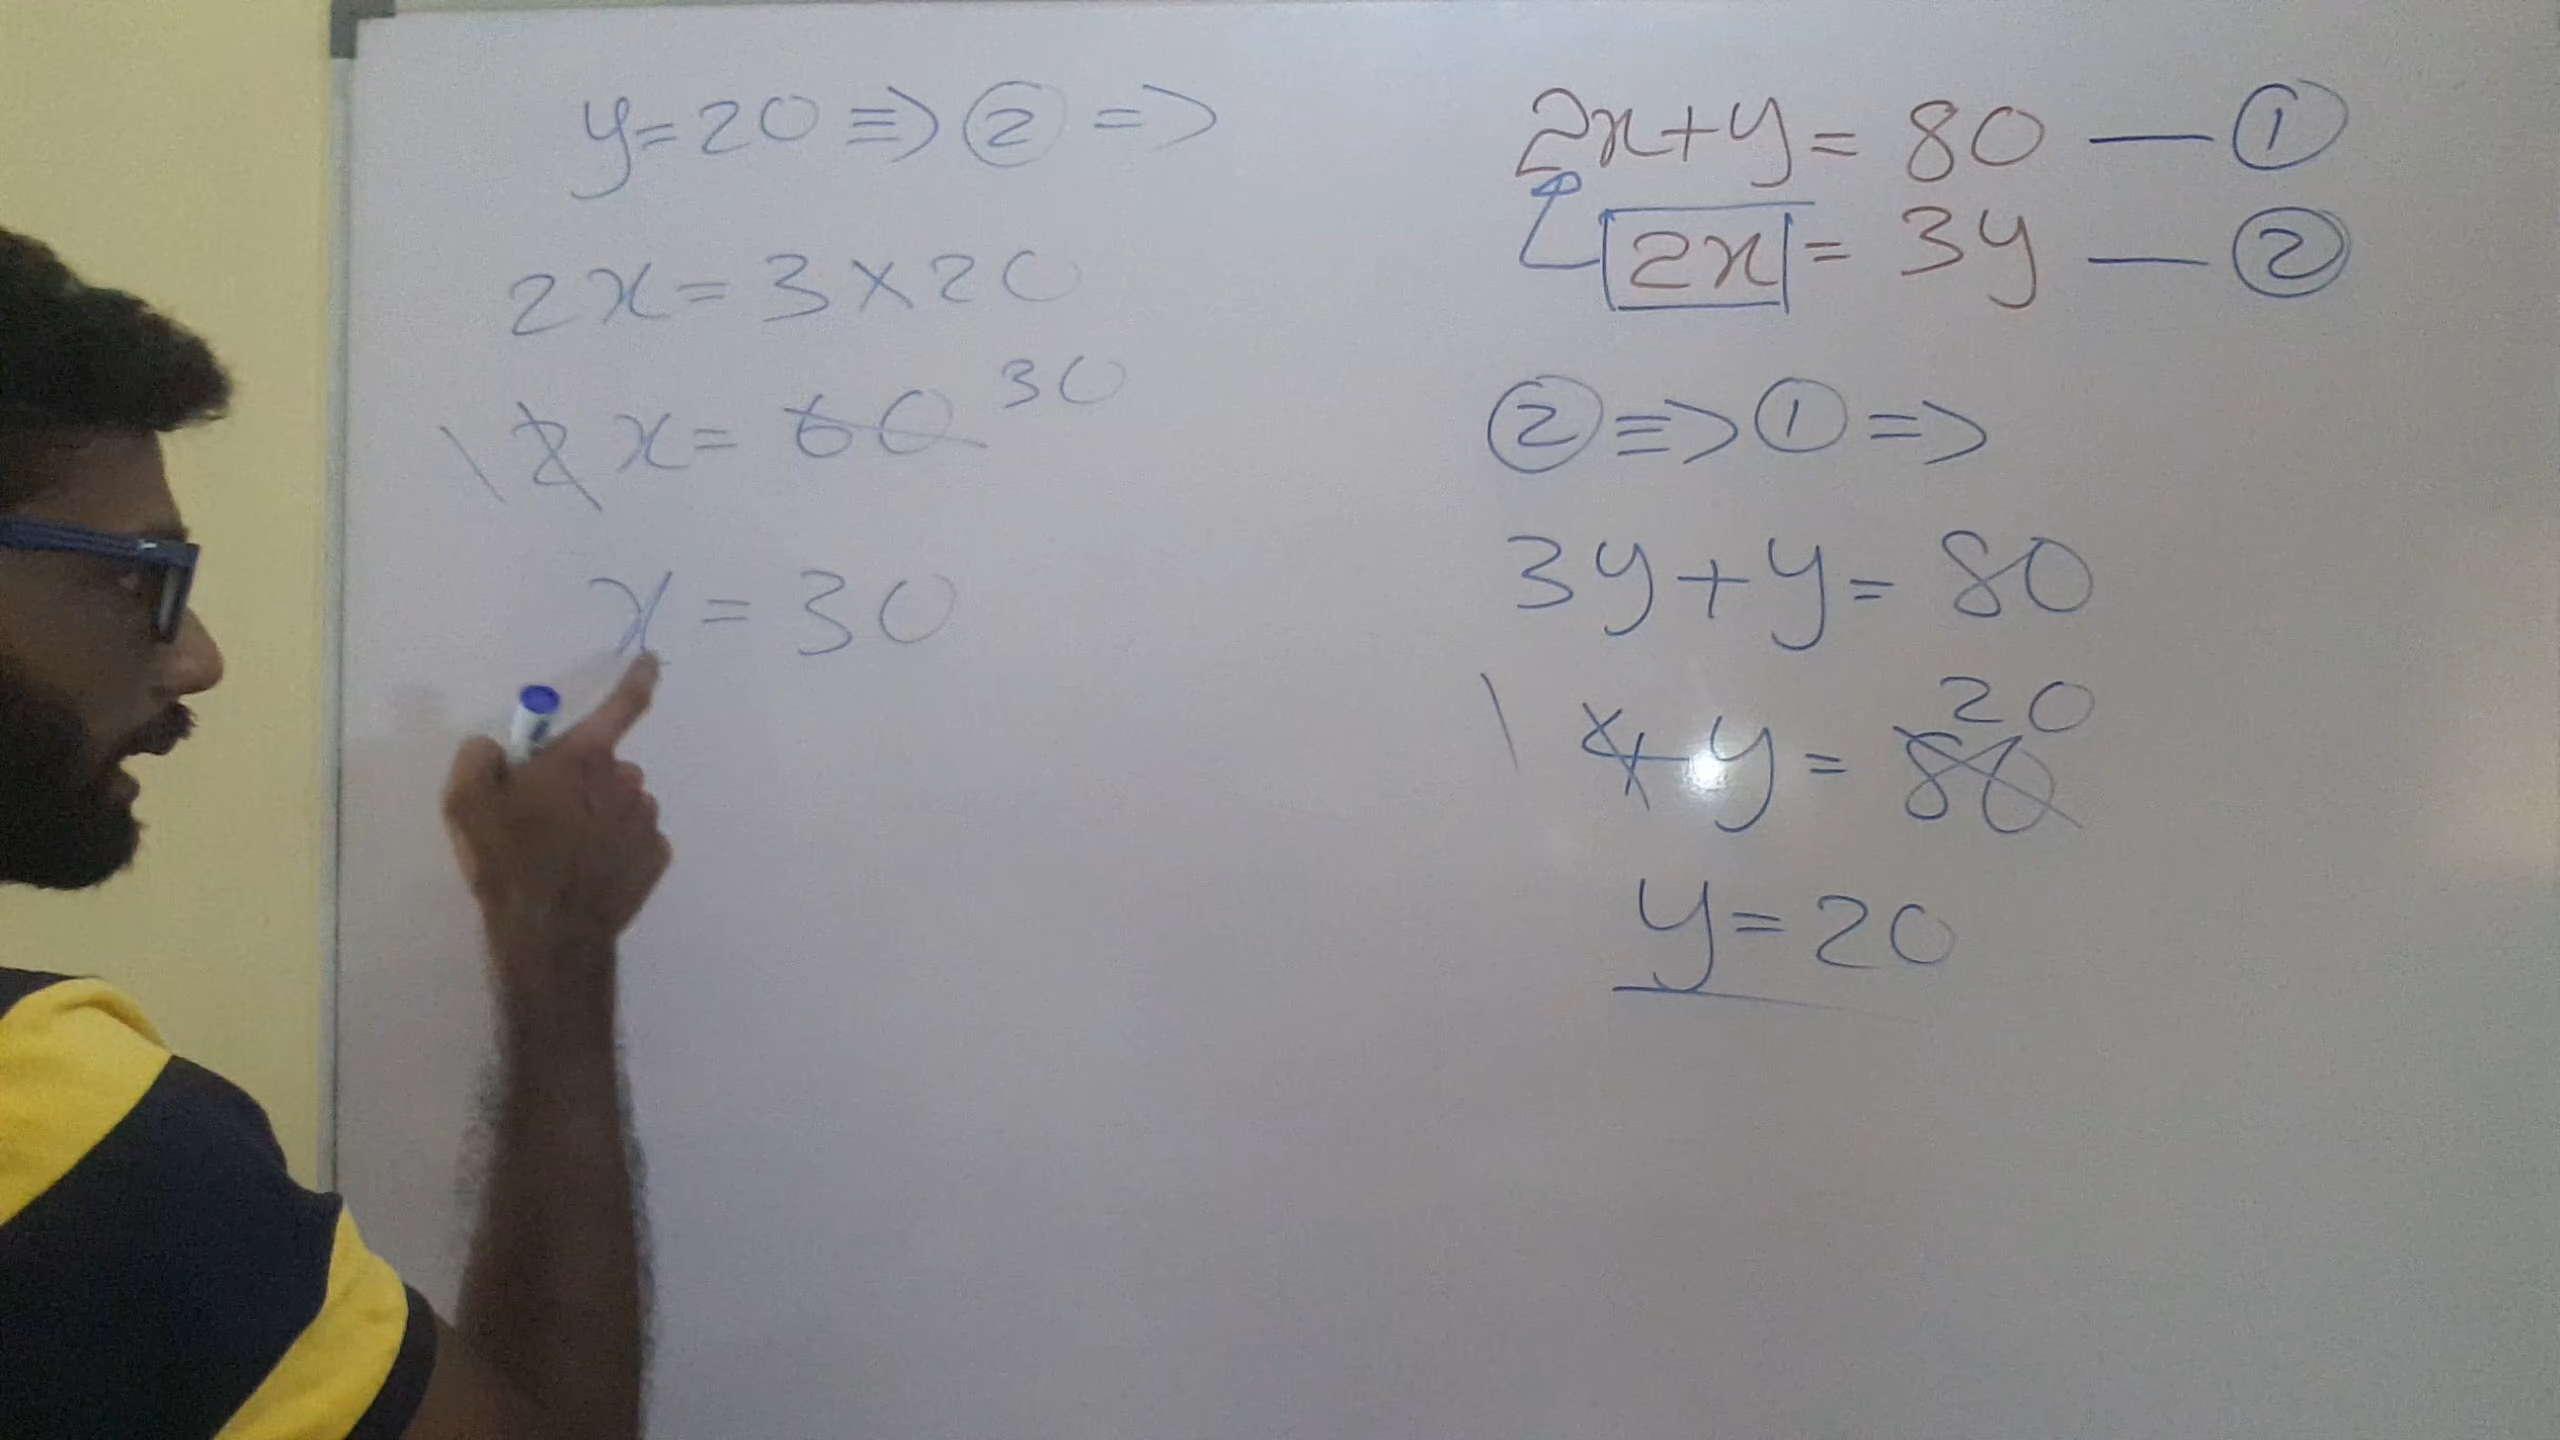 2x+y = 80 — ①
2x = 3y — ②
② ≡> ① =>
3y+y = 80
\ 4y = 80 20
y = 20
y = 20 ≡> ② =>
2x = 3 × 20
\ 2x = 60 30
x = 30